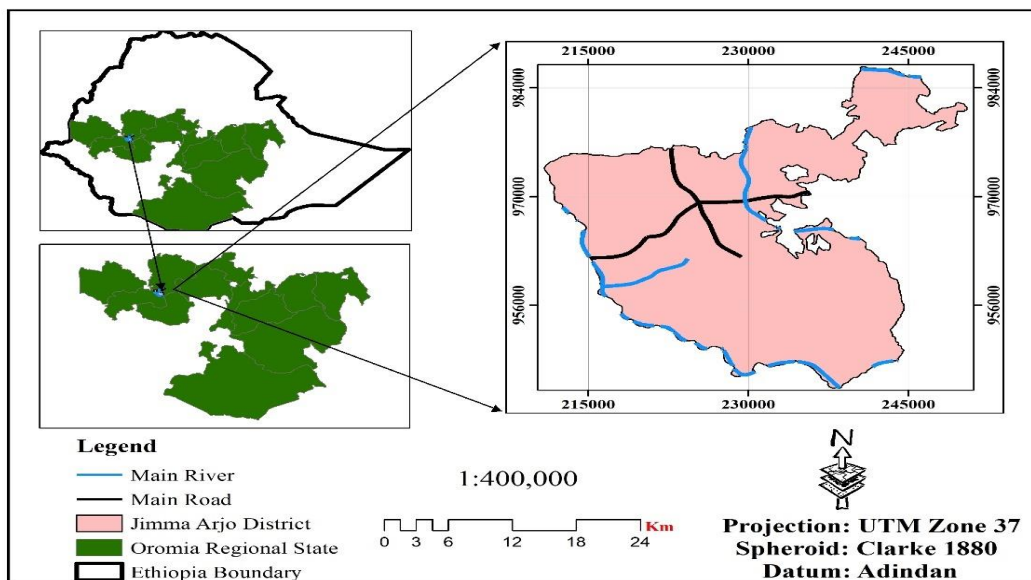 215000 230000 245000
984000 984000
970000 970000
956000 956000
215000 230000 245000
Legend
Main River
Main Road
Jimma Arjo District
Oromia Regional State
Ethiopia Boundary
1:400,000
Km
0 3 6 12 18 24
N
Projection: UTM Zone 37
Spheroid: Clarke 1880
Datum: Adindan